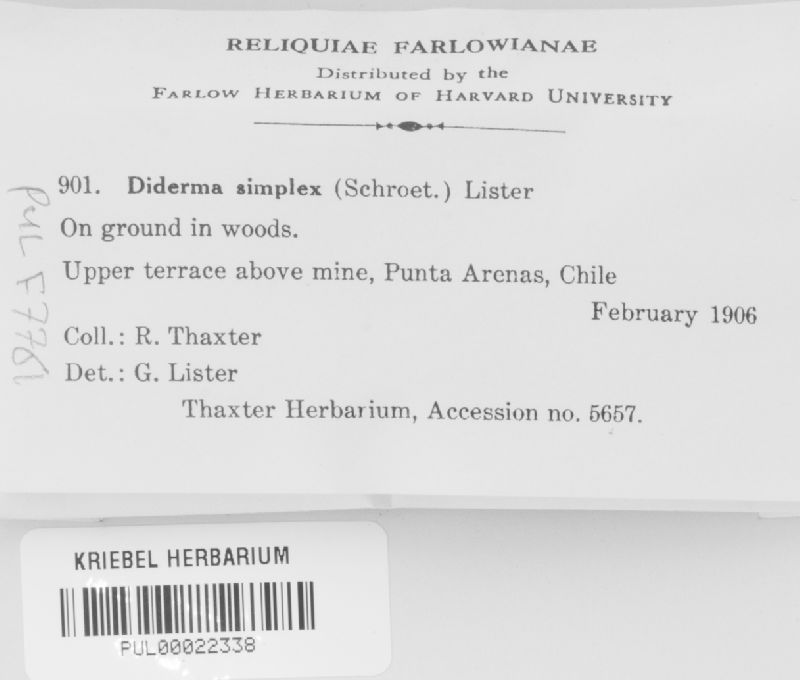 RELIQUIAE FARLOWIANAE
Distributed by the
FARLOW HERBARIUM OF HARVARD UNIVERSITY
901. Diderma simplex (Schroet.) Lister
On ground in woods.
Upper terrace above mine, Punta Arenas, Chile
February 1906
Coll.: R. Thaxter
Det.: G. Lister
Thaxter Herbarium, Accession no. 5657.
PUL F7761
KRIEBEL HERBARIUM
PUL00022338